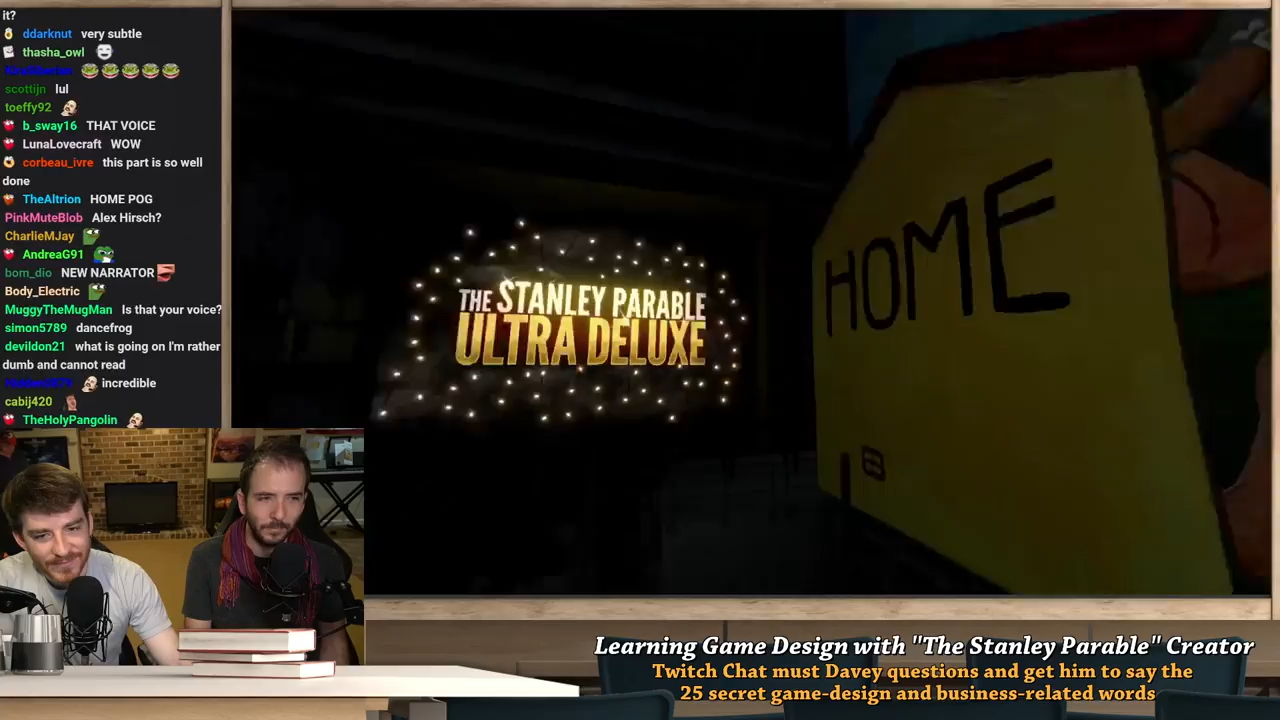 it?
ddarknut very subtle
thasha_owl
scottijn lul
toeffy92
b_sway16 THAT VOICE
LunaLovecraft WOW
corbeau_ivre this part is so well
done
TheAltrion HOME POG
PinkMuteBlob Alex Hirsch?
CharlieMJay
AndreaG91
bom_dio NEW NARRATOR
Body_Electric
MuggyTheMugMan Is that your voice?
simon5789 dancefrog
devildon21 what is going on I'm rather
dumb and cannot read
incredible
cabij420
TheHolyPangolin
THE STANLEY PARABLE
ULTRA DELUXE
HOME
Learning Game Design with "The Stanley Parable" Creator
Twitch Chat must Davey questions and get him to say the
25 secret game-design and business-related words